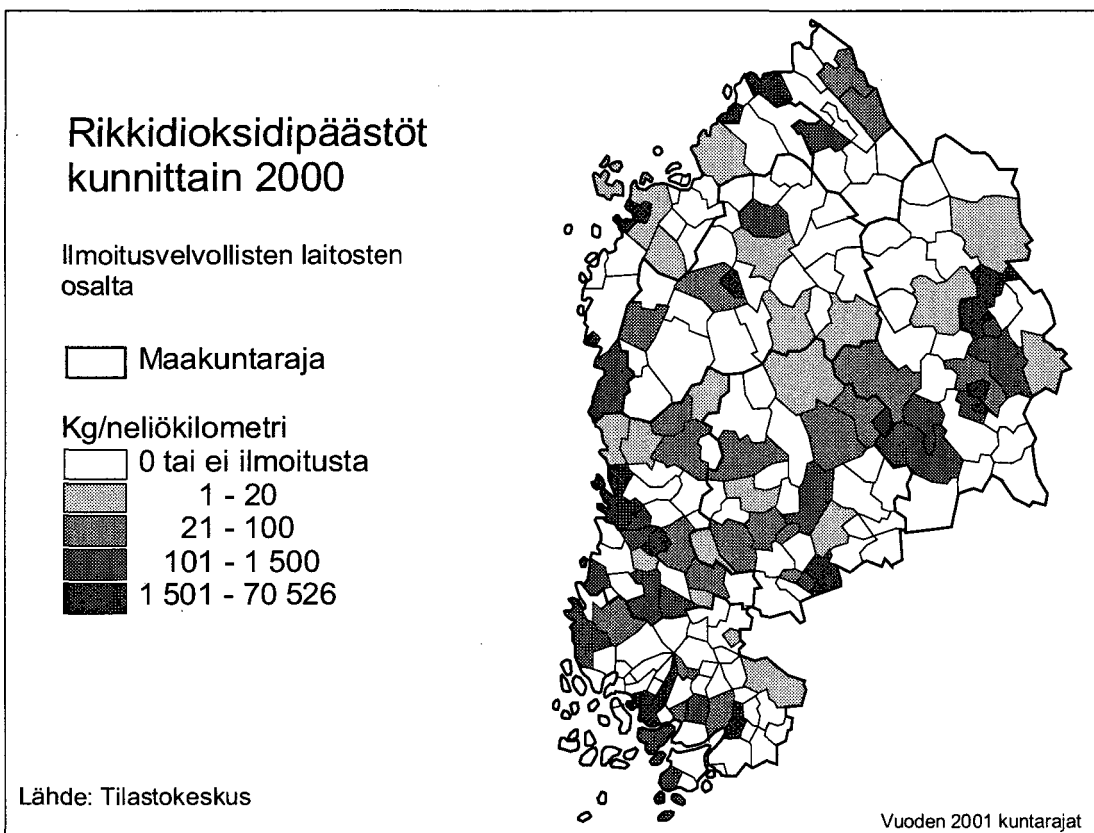 Rikkidioksidipäästöt
kunnittain 2000
Ilmoitusvelvollisten laitosten
osalta
Maakuntaraja
Kg/neliökilometri
0 tai ei ilmoitusta
1 - 20
21 - 100
101 - 1 500
1 501 - 70 526
Lähde: Tilastokeskus
Vuoden 2001 kuntarajat